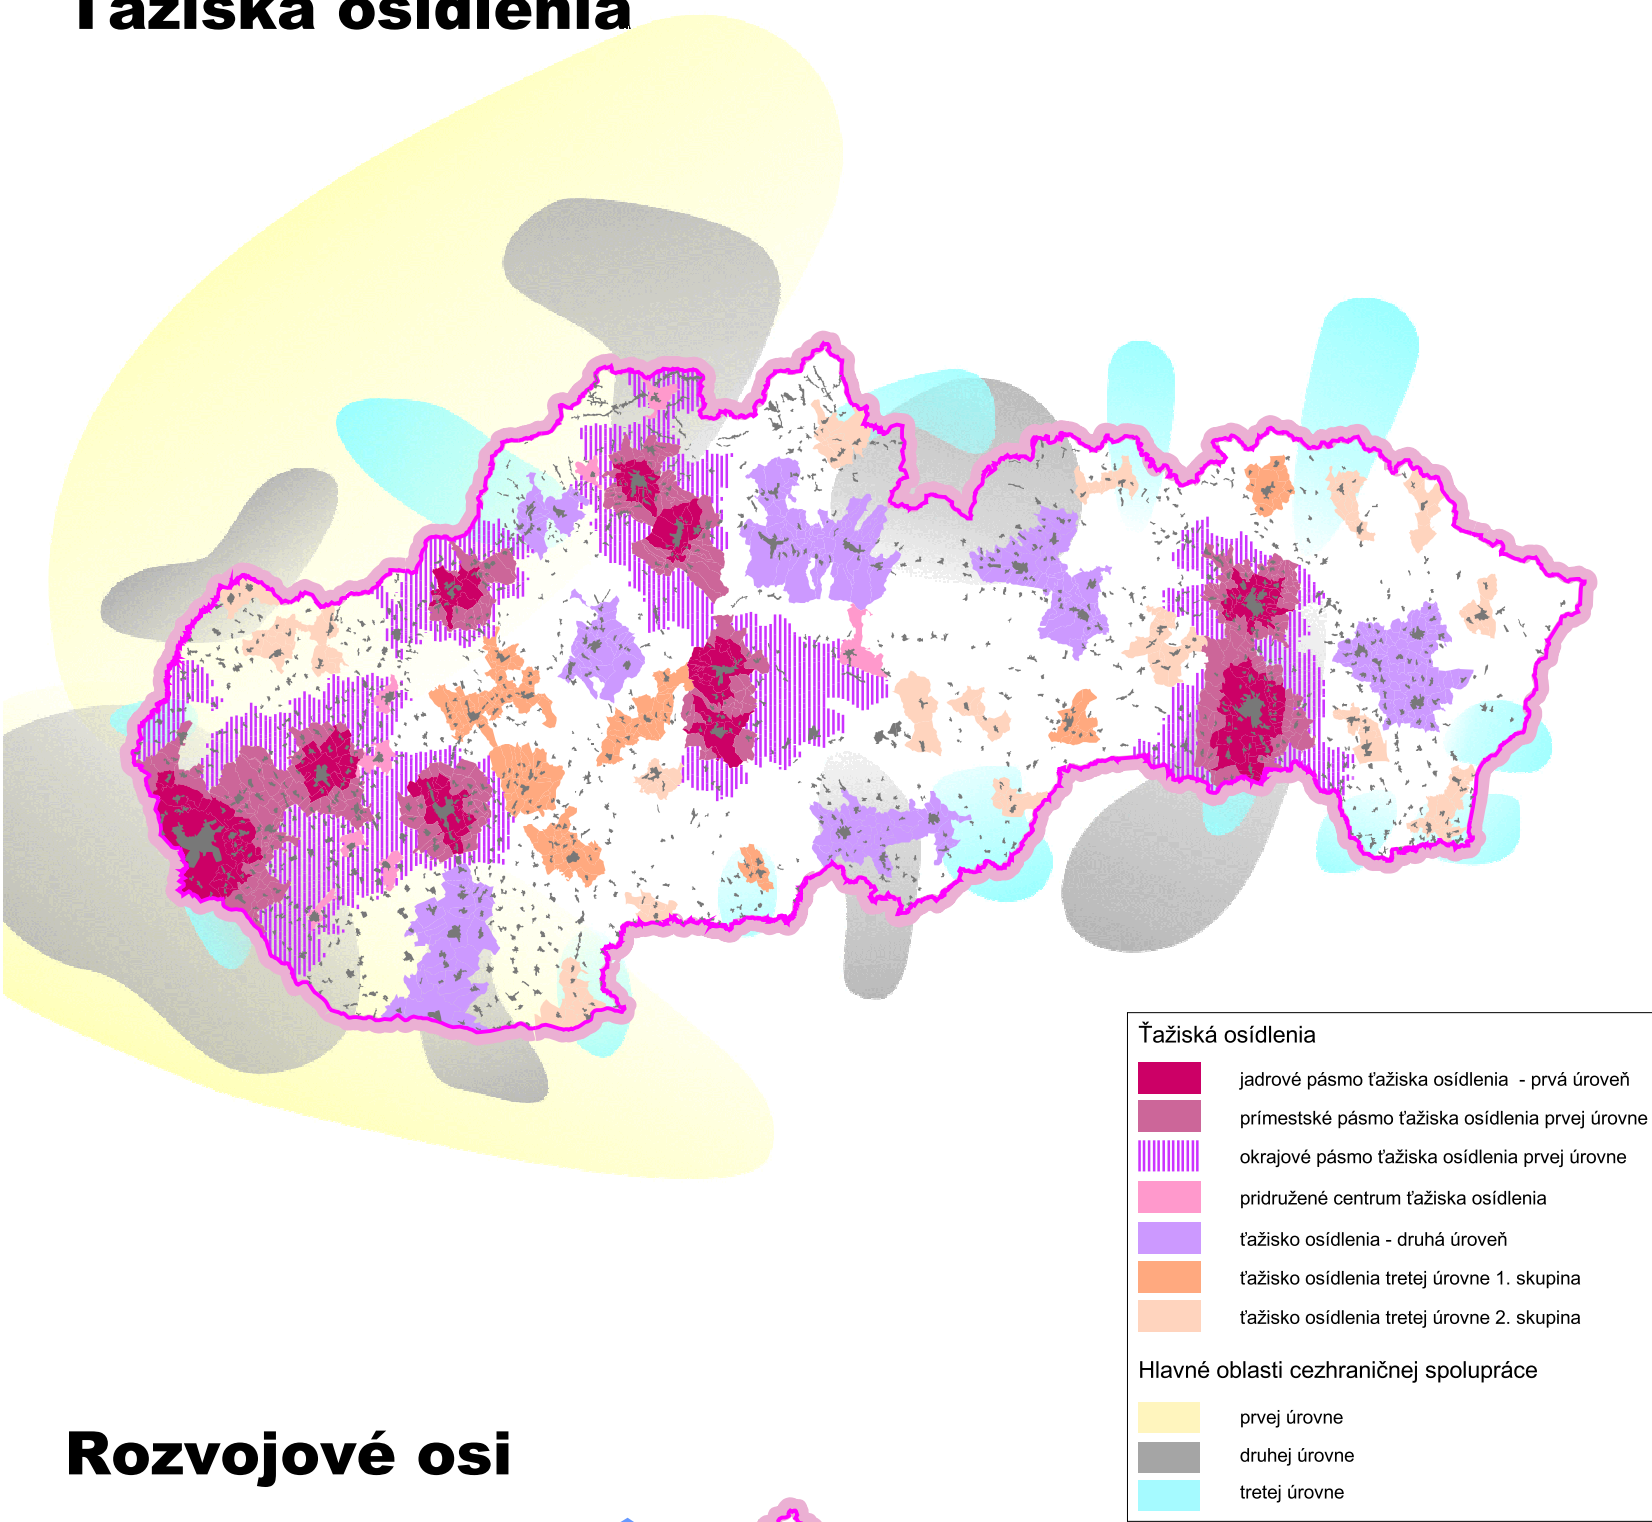 Ťažiská osídlenia
Ťažiská osídlenia
jadrové pásmo ťažiska osídlenia - prvá úroveň
prímestské pásmo ťažiska osídlenia prvej úrovne
okrajové pásmo ťažiska osídlenia prvej úrovne
pridružené centrum ťažiska osídlenia
ťažisko osídlenia - druhá úroveň
ťažisko osídlenia tretej úrovne 1. skupina
ťažisko osídlenia tretej úrovne 2. skupina
Hlavné oblasti cezhraničnej spolupráce
prvej úrovne
druhej úrovne
tretej úrovne
Rozvojové osi